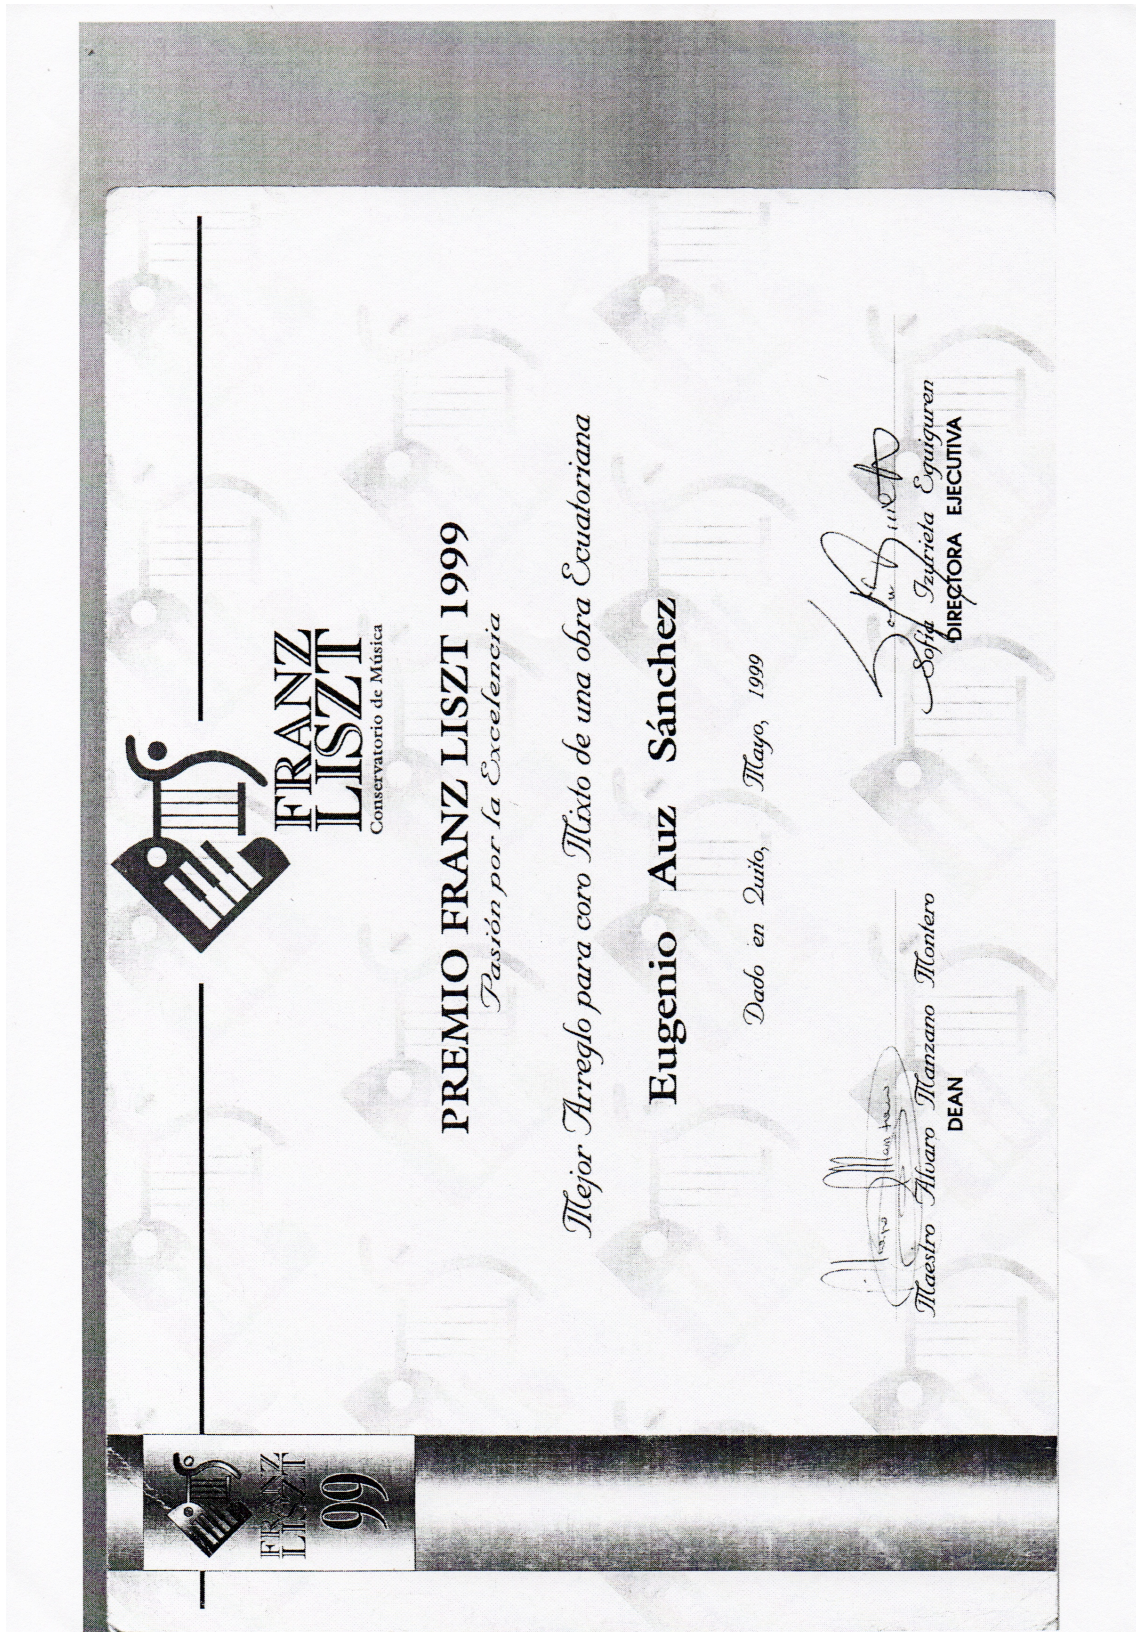 FRANZ
LISZT
Conservatorio de Música
PREMIO FRANZ LISZT 1999
Pasión por la Excelencia
Mejor Arreglo para coro Mixto de una obra Ecuatoriana
Eugenio Auz Sánchez
Dado en Quito, Mayo, 1999
Maestro Alvaro Manzano Montero
DEAN
Sofía Izurieta Eguiguren
DIRECTORA EJECUTIVA
FRANZ
LISZT
99